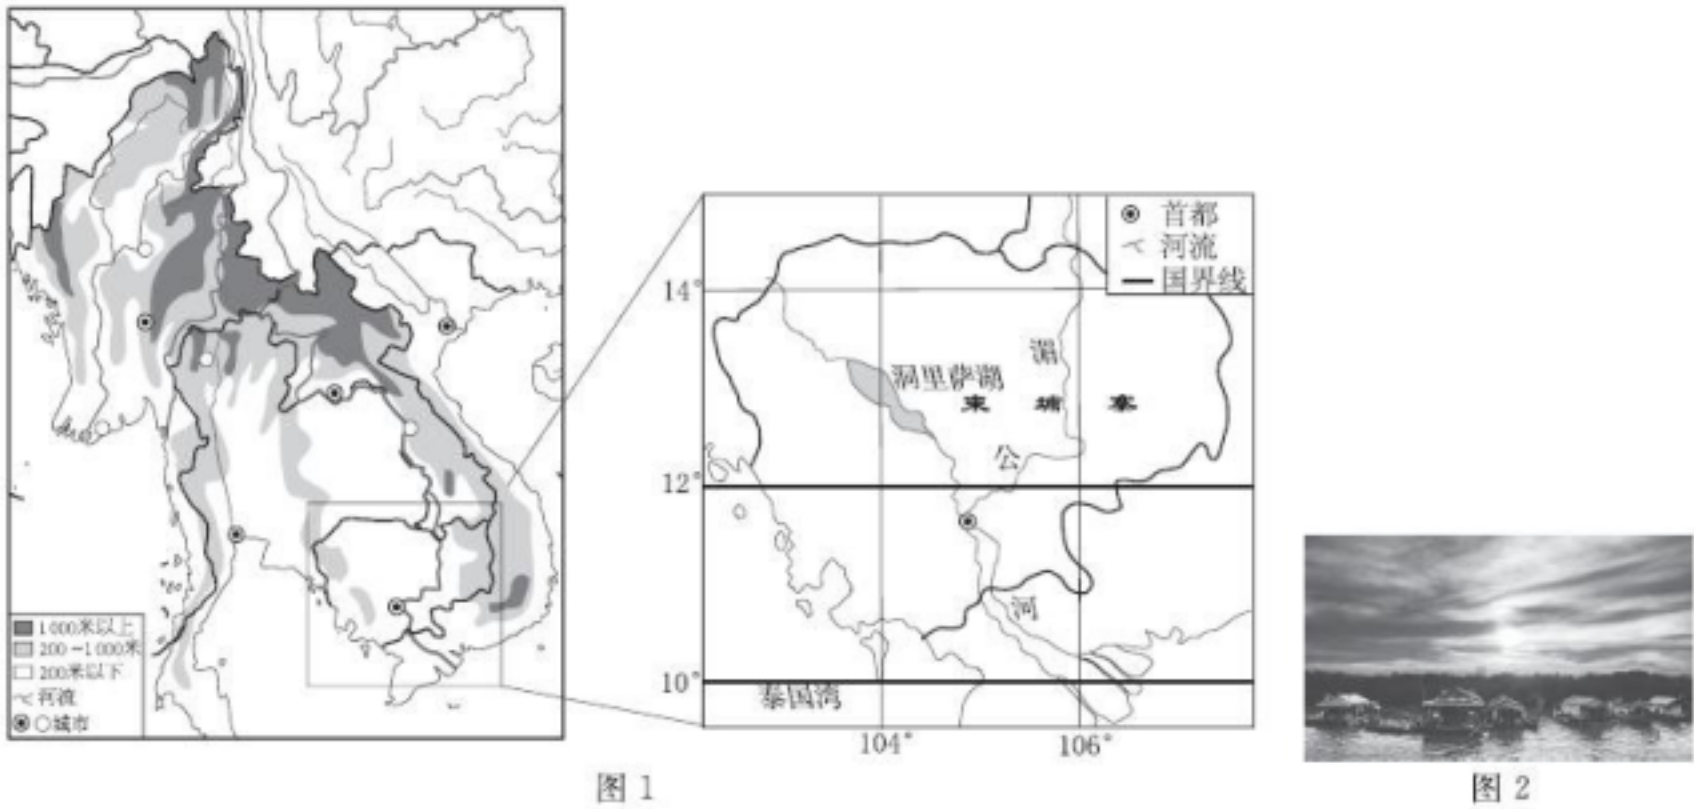 1000米以上
200-1000米
200米以下
河流
○城市
首都
河流
国界线
14°
12°
10°
洞里萨湖
柬埔寨
湄
公
河
泰国湾
104°
106°
图1
图2